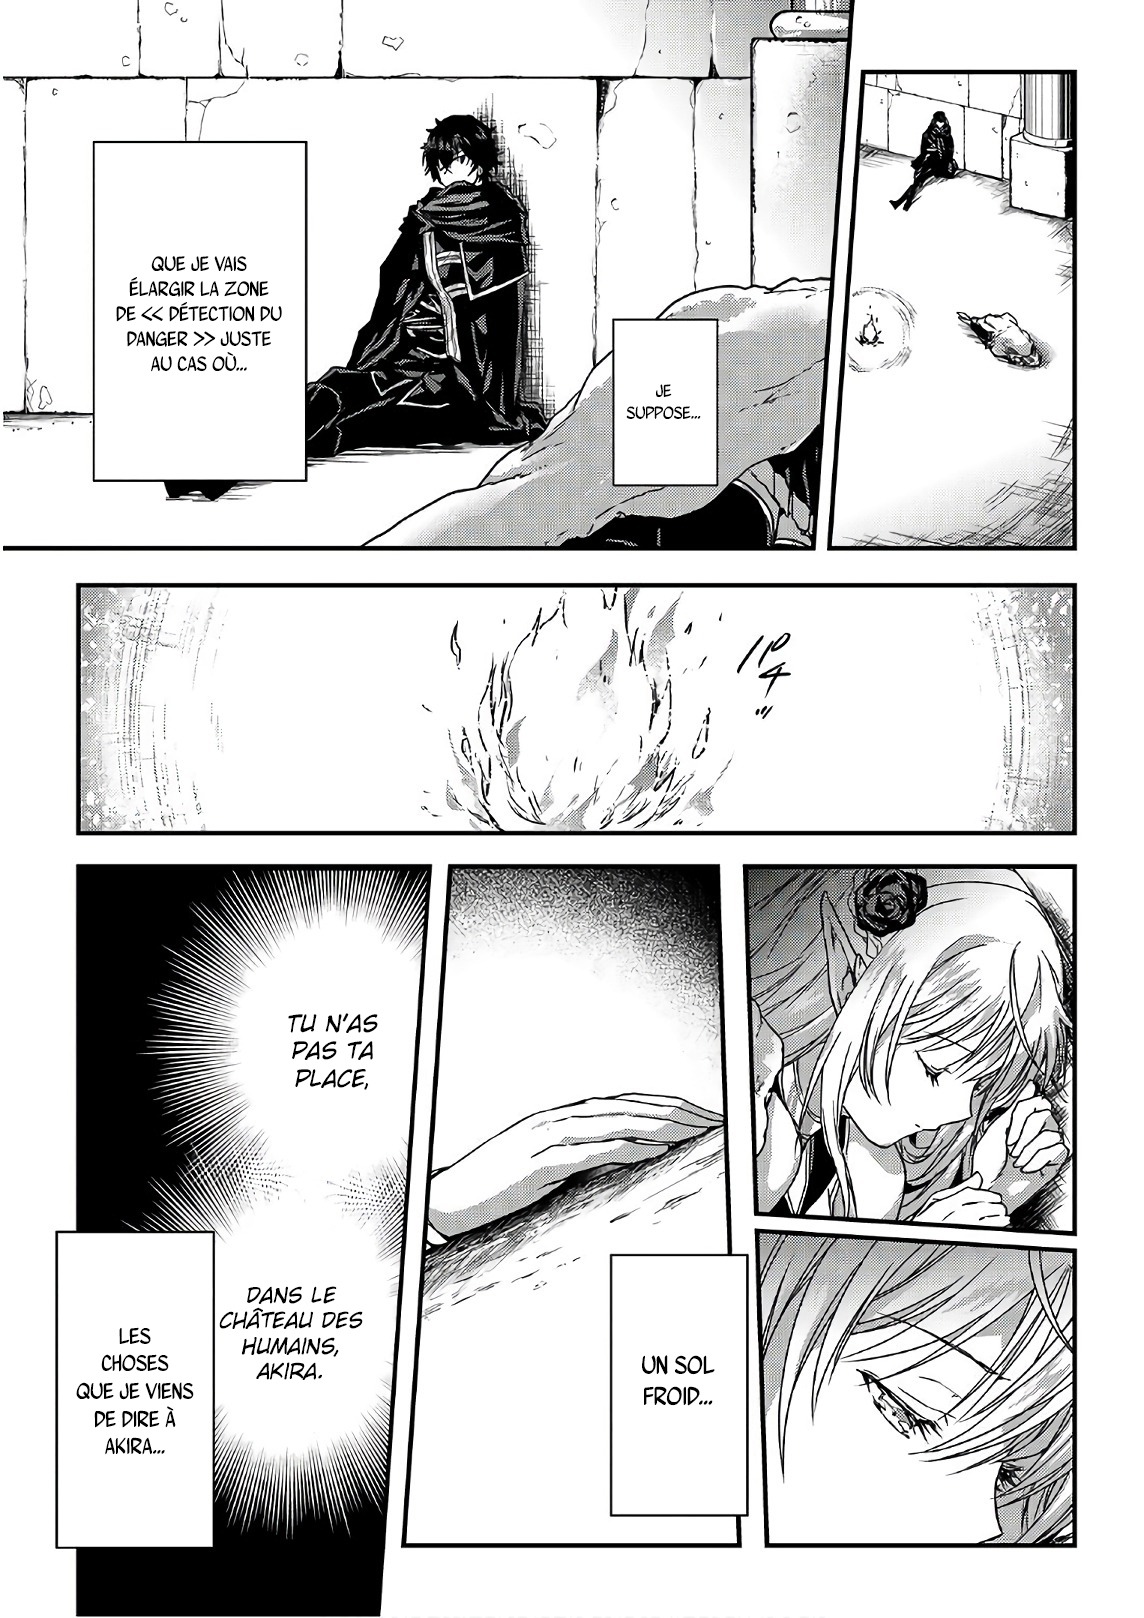 JE
SUPPOSE...
QUE JE VAIS
ÉLARGIR LA ZONE
DE << DÉTECTION DU
DANGER >> JUSTE
AU CAS OÙ...
UN SOL
FROID...
TU N'AS
PAS TA
PLACE,
DANS LE
CHÂTEAU DES
HUMAINS,
AKIRA.
LES
CHOSES
QUE JE VIENS
DE DIRE À
AKIRA...